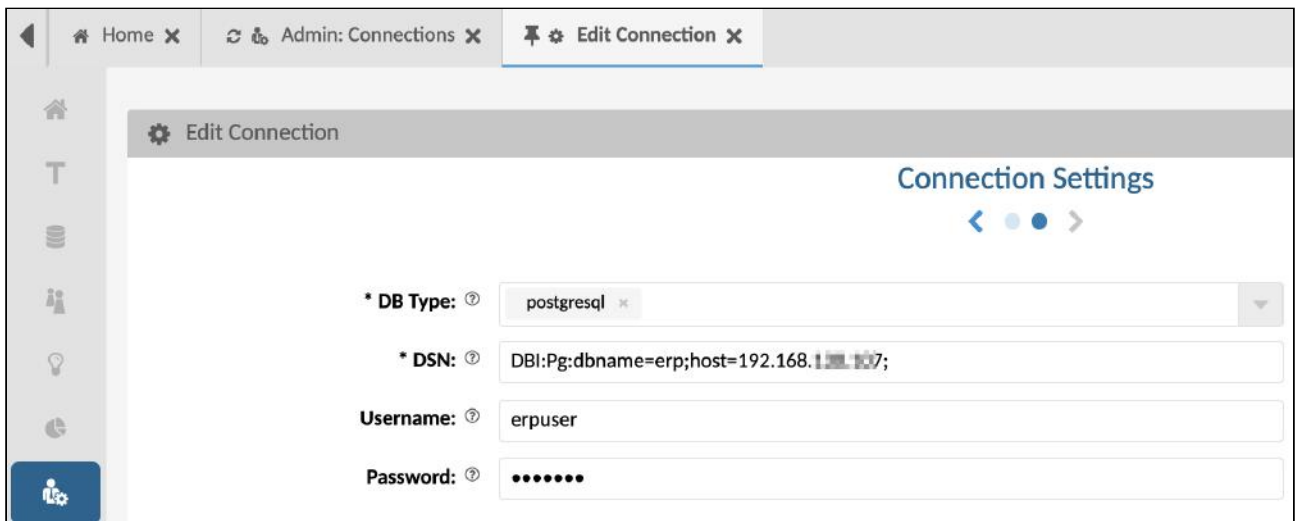 Home
Admin: Connections
Edit Connection
Edit Connection
Connection Settings
* DB Type:
postgresql
* DSN:
DBI:Pg:dbname=erp;host=192.168.
Username:
erpuser
Password: